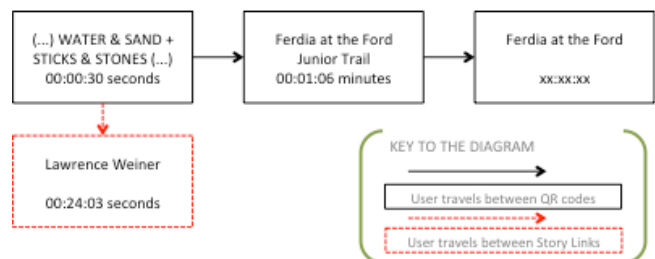 (...) WATER & SAND +
STICKS & STONES (...)
00:00:30 seconds
Ferdia at the Ford
Junior Trail
00:01:06 minutes
Ferdia at the Ford
xx:xx:xx
Lawrence Weiner
00:24:03 seconds
KEY TO THE DIAGRAM
User travels between QR codes
User travels between Story Links